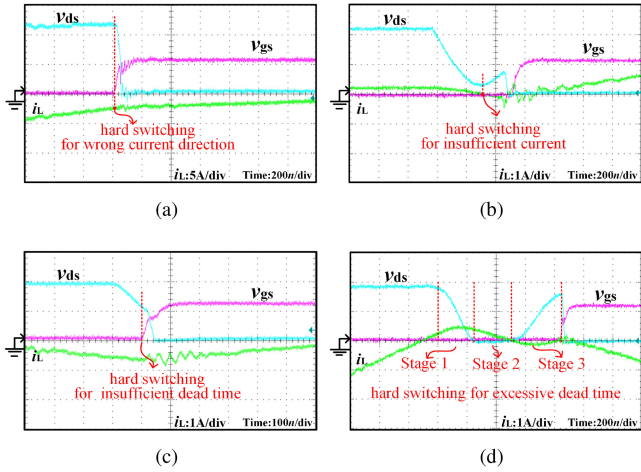 vds
vgs
iL
hard switching
for wrong current direction
iL:5A/div Time:200n/div
(a)
vds
vgs
iL
hard switching
for insufficient current
iL:1A/div Time:200n/div
(b)
vds
vgs
iL
hard switching
for insufficient dead time
iL:1A/div Time:100n/div
(c)
vds
vgs
iL
Stage 1 Stage 2 Stage 3
hard switching for excessive dead time
iL:1A/div Time:200n/div
(d)